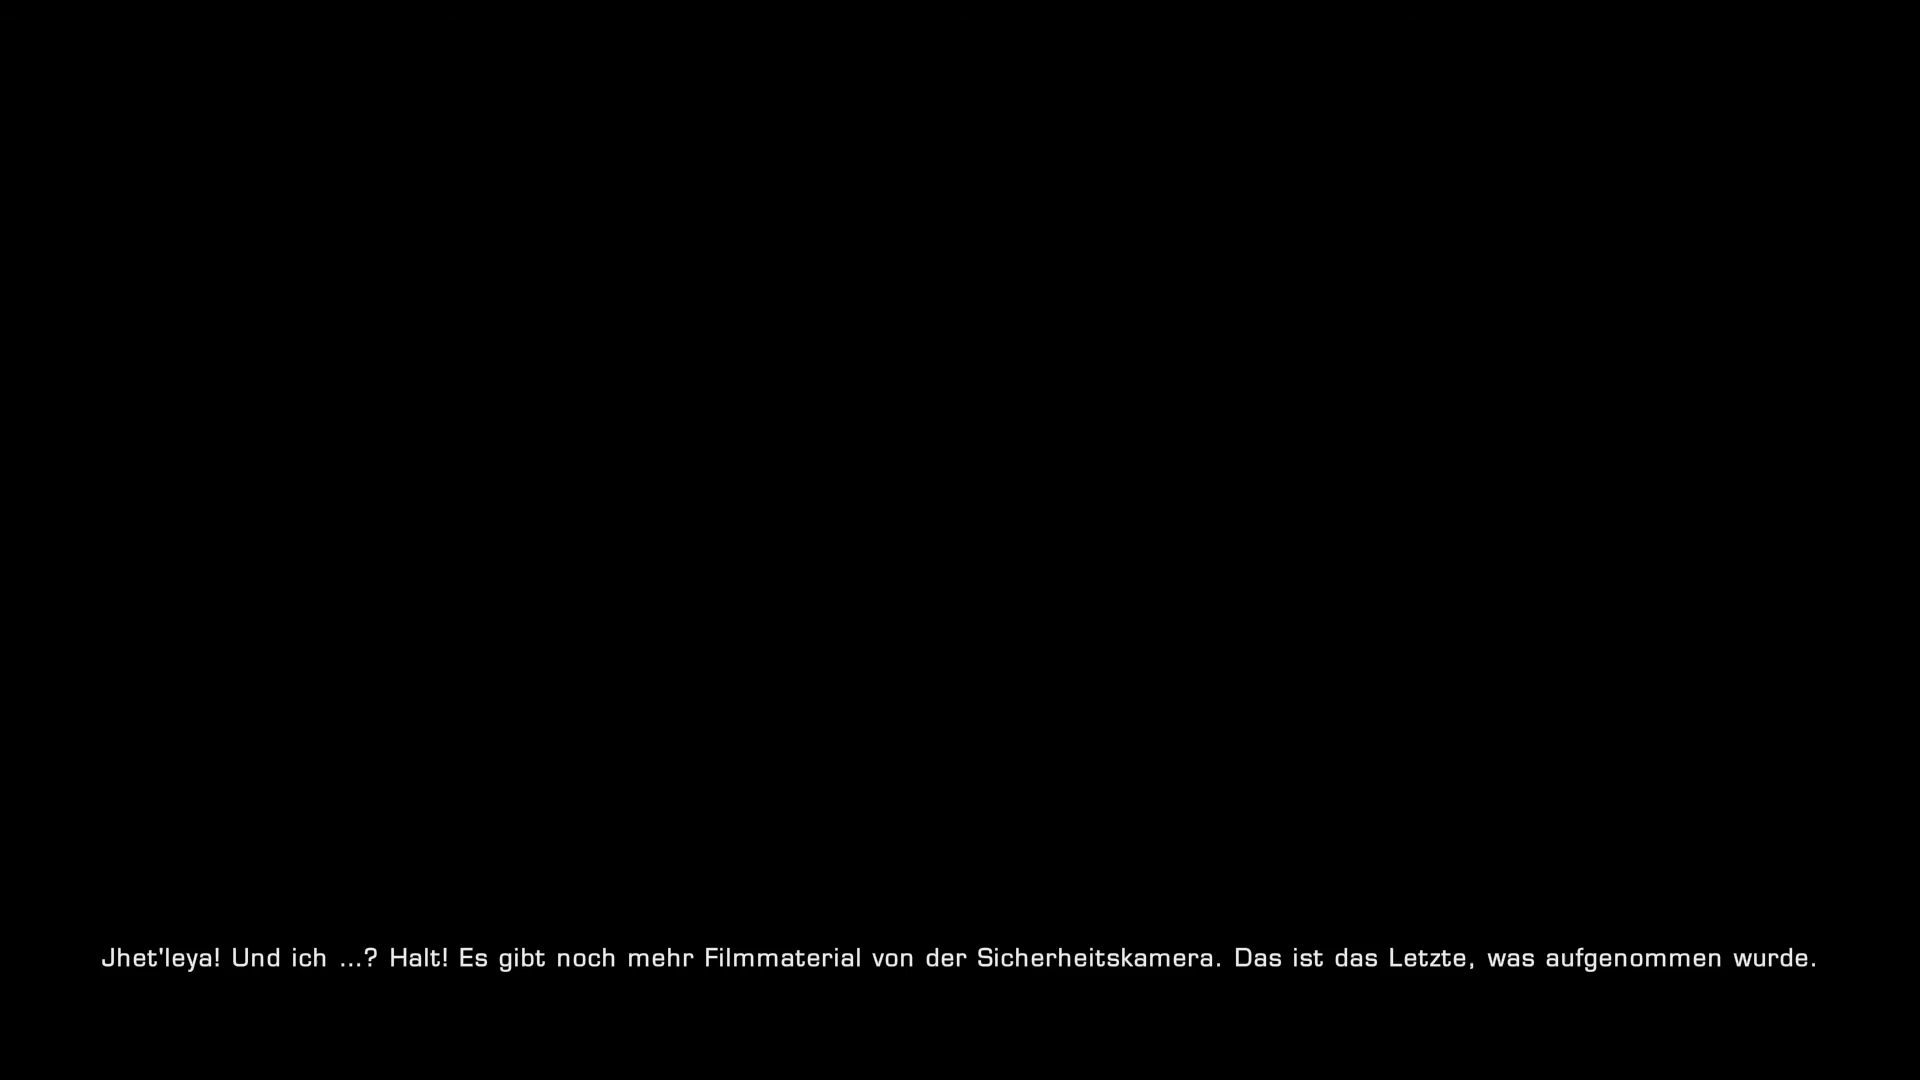 Jhet'leya! Und ich ...? Halt! Es gibt noch mehr Filmmaterial von der Sicherheitskamera. Das ist das Letzte, was aufgenommen wurde.